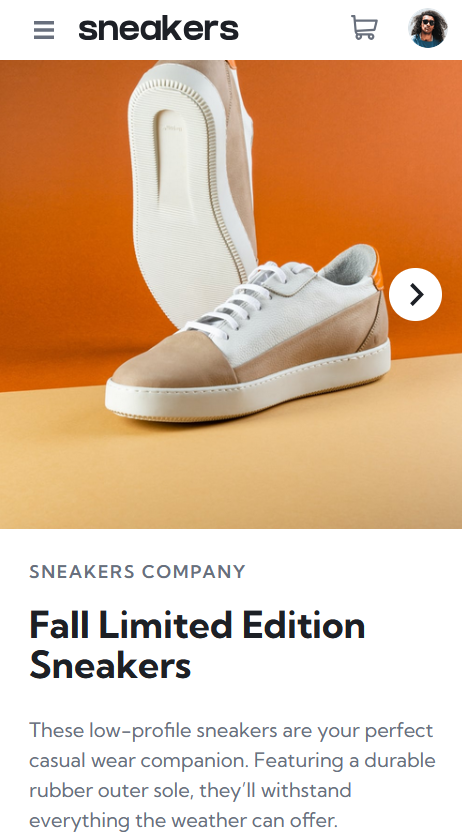 sneakers
SNEAKERS COMPANY
Fall Limited Edition
Sneakers
These low-profile sneakers are your perfect
casual wear companion. Featuring a durable
rubber outer sole, they’ll withstand
everything the weather can offer.